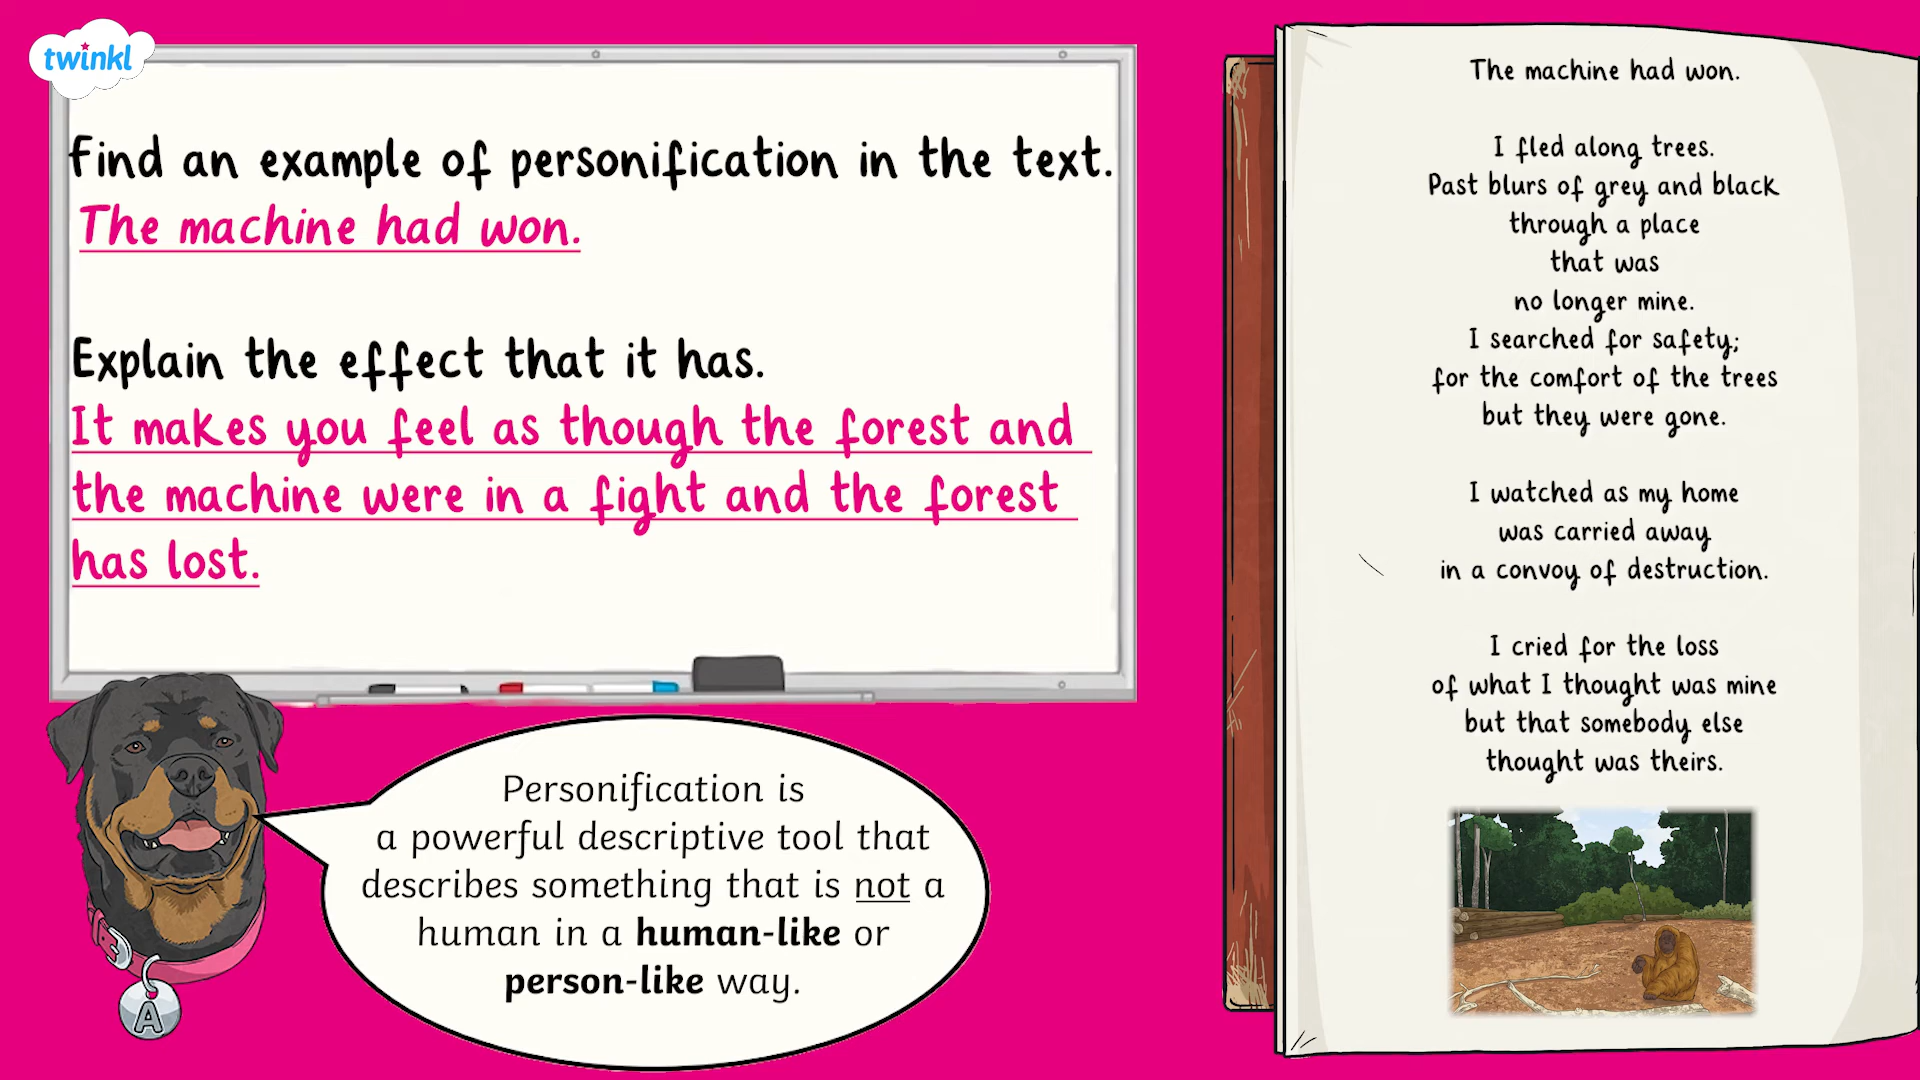 twinkl
Find an example of personification in the text.
The machine had won.
Explain the effect that it has.
It makes you feel as though the forest and
the machine were in a fight and the forest
has lost.
Personification is
a powerful descriptive tool that
describes something that is not a
human in a human-like or
person-like way.
A
The machine had won.
I fled along trees.
Past blurs of grey and black
through a place
that was
no longer mine.
I searched for safety;
for the comfort of the trees
but they were gone.
I watched as my home
was carried away
in a convoy of destruction.
I cried for the loss
of what I thought was mine
but that somebody else
thought was theirs.